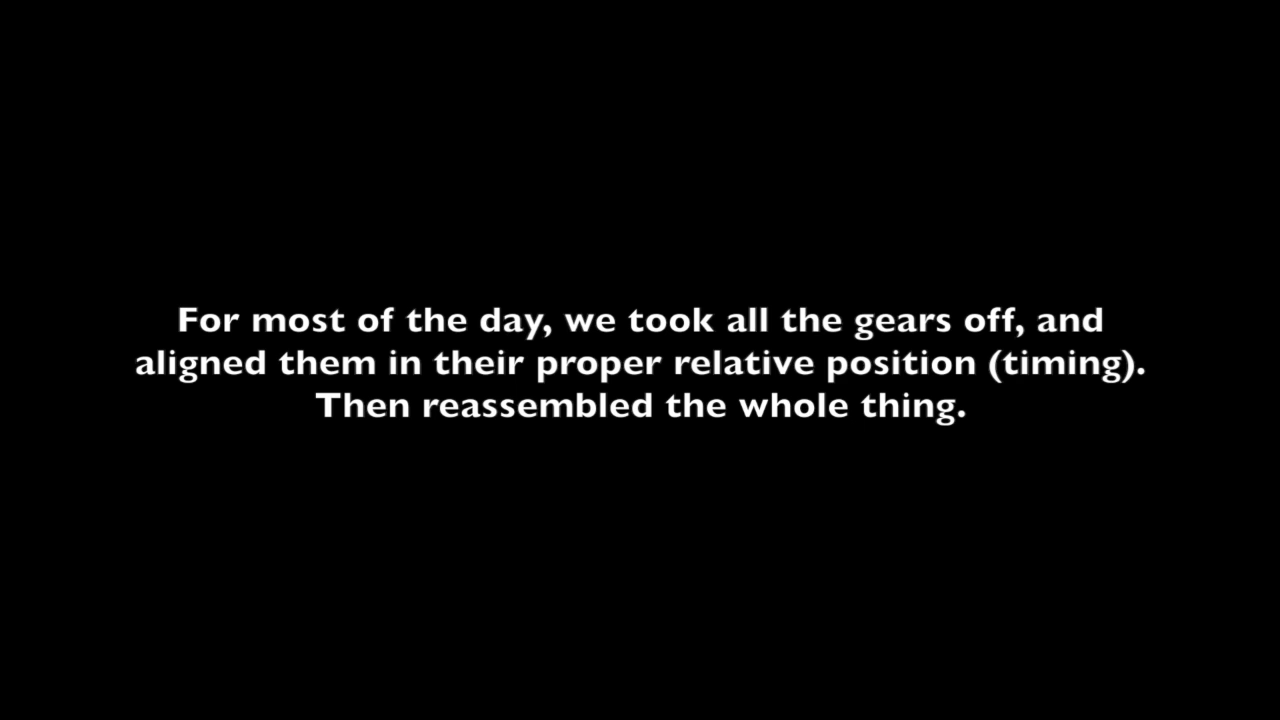 For most of the day, we took all the gears off, and
aligned them in their proper relative position (timing).
Then reassembled the whole thing.